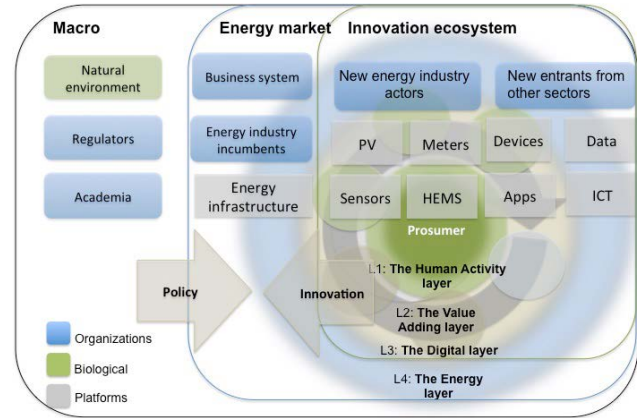 Macro
Energy market
Innovation ecosystem
Natural
environment
Business system
New energy industry
actors
New entrants from
other sectors
Regulators
Energy industry
incumbents
PV
Meters
Devices
Data
Academia
Energy
infrastructure
Sensors
HEMS
Apps
ICT
Prosumer
Policy
Innovation
L1: The Human Activity
layer
L2: The Value
Adding layer
L3: The Digital layer
L4: The Energy
layer
Organizations
Biological
Platforms